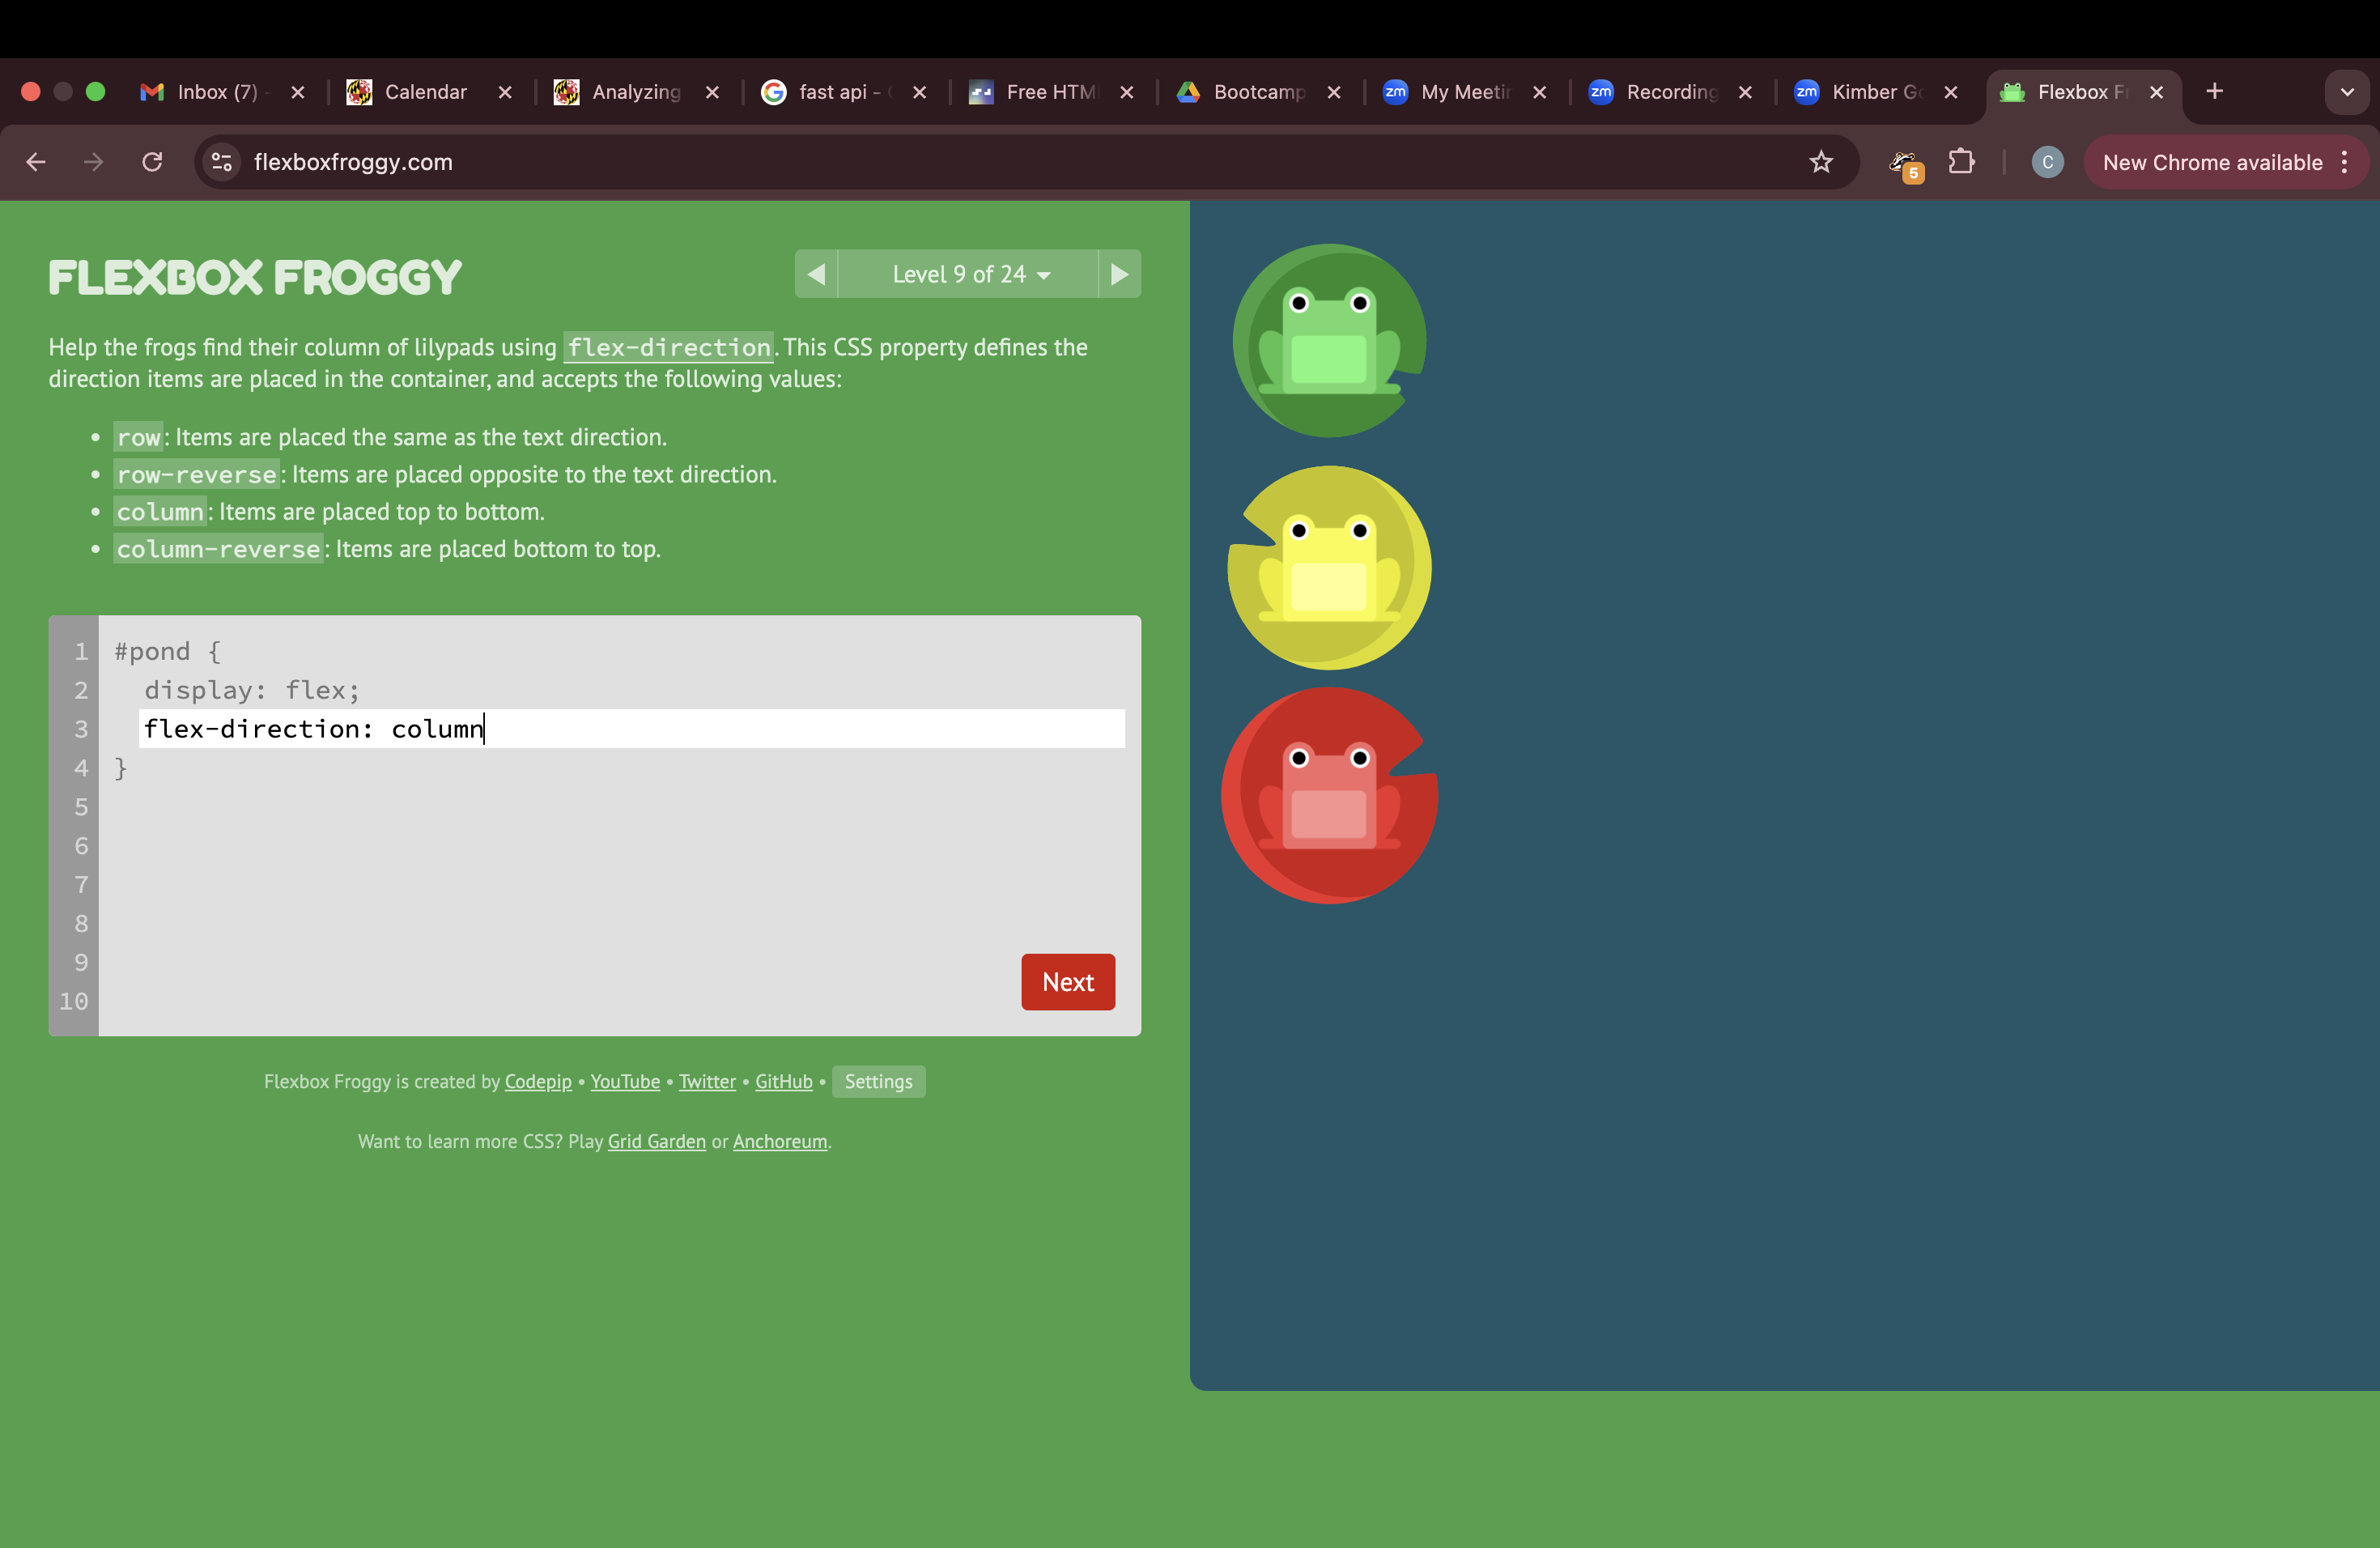 Inbox (7) -
Calendar
Analyzing
fast api -
Free HTM
Bootcamp
zm My Meetin
zm Recording
zm Kimber G
Flexbox F
flexboxfroggy.com
5
C
New Chrome available
FLEXBOX FROGGY
Level 9 of 24
Help the frogs find their column of lilypads using flex-direction. This CSS property defines the
direction items are placed in the container, and accepts the following values:
• row: Items are placed the same as the text direction.
• row-reverse: Items are placed opposite to the text direction.
• column: Items are placed top to bottom.
• column-reverse: Items are placed bottom to top.
1 #pond {
2 display: flex;
3 flex-direction: column
4 }
5
6
7
8
9
10
Next
Flexbox Froggy is created by Codepip • YouTube • Twitter • GitHub • Settings
Want to learn more CSS? Play Grid Garden or Anchoreum.